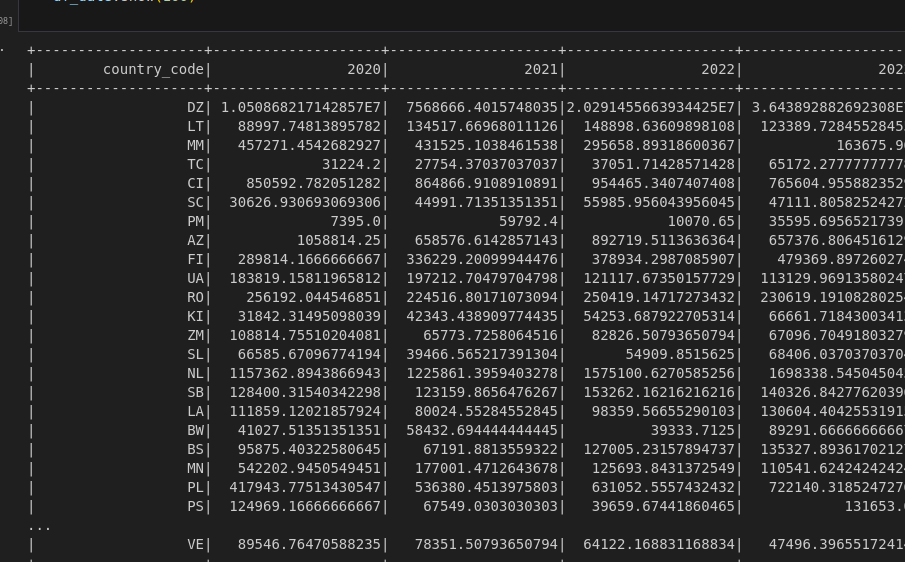 08]
+--------------------+--------------------+--------------------+--------------------+-------------------
|        country_code|                2020|                2021|                2022|                202
+--------------------+--------------------+--------------------+--------------------+-------------------
|                  DZ| 1.050868217142857E7|  7568666.4015748035|2.0291455663934425E7| 3.643892882692308E
|                  LT|   88997.74813895782|  134517.66968011126|  148898.63609898108|  123389.7284552845
|                  MM|   457271.4542682927|   431525.1038461538|   295658.89318600367|          163675.9
|                  TC|             31224.2|   27754.37037037037|   37051.71428571428|   65172.2777777777
|                  CI|   850592.782051282|   864866.9108910891|   954465.3407407408|   765604.955882352
|                  SC|  30626.930693069306|   44991.71351351351|  55985.956043956045|   47111.8058252427
|                  PM|              7395.0|             59792.4|            10070.65|   35595.6956521739
|                  AZ|          1058814.25|   658576.6142857143|   892719.5113636364|   657376.806451612
|                  FI|   289814.1666666667|  336229.20099944476|   378934.2987085907|    479369.89726027
|                  UA|  183819.15811965812|  197212.70479704798|  121117.67350157729|   113129.969135802
|                  RO|   256192.044546851|  224516.80171073094|  250419.14717273432|  230619.1910828025
|                  KI|   31842.31495098039|  42343.438909774435|  54253.687922705314|   66661.7184300341
|                  ZM|  108814.75510204081|    65773.7258064516|   82826.50793650794|   67096.7049180327
|                  SL|   66585.67096774194|  39466.565217391304|       54909.8515625|   68406.0370370370
|                  NL|  1157362.8943866943|  1225861.3959403278|  1575100.6270585256|   1698338.54504504
|                  SB|  128400.31540342298|   123159.8656476267|  153262.16216216216|  140326.8427762039
|                  LA|  111859.12021857924|   80024.55284552845|   98359.56655290103|  130604.4042553191
|                  BW|   41027.51351351351|  58432.694444444445|          39333.7125|   89291.6666666666
|                  BS|   95875.40322580645|    67191.8813559322|  127005.23157894737|  135327.8936170212
|                  MN|   542202.9450549451|   177001.4712643678|   125693.8431372549|  110541.6242424242
|                  PL|  417943.77513430547|   536380.4513975803|   631052.5557432432|  722140.3185247270
|                  PS|  124969.16666666667|    67549.0303030303|   39659.67441860465|           131653.
...
|                  VE|   89546.76470588235|   78351.50793650794|  64122.168831168834|  47496.3965517241